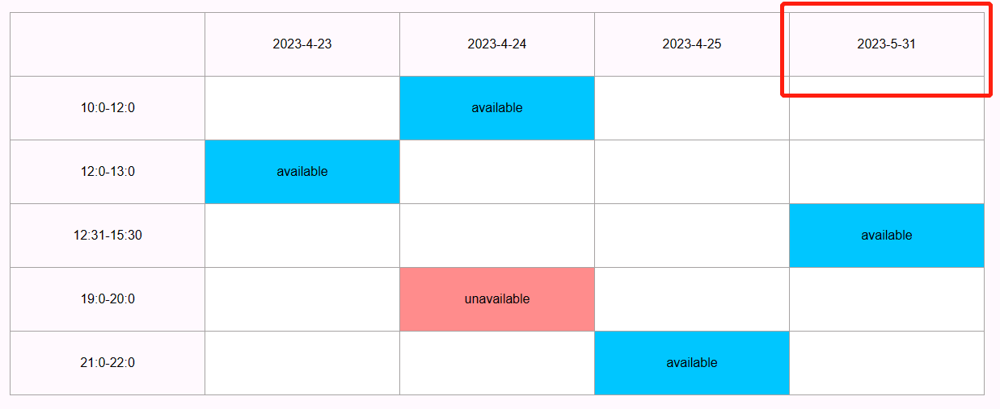 2023-4-23 2023-4-24 2023-4-25 2023-5-31
10:0-12:0 available
12:0-13:0 available
12:31-15:30 available
19:0-20:0 unavailable
21:0-22:0 available